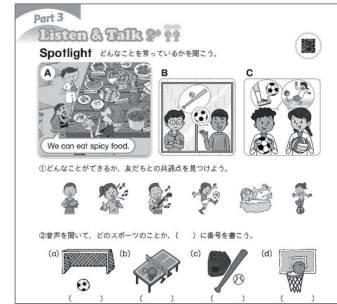 Part 3
Listen & Talk
Spotlight どんなことを言っているかを聞こう。
A
B
C
We can eat spicy food.
①どんなことができるか、友だちとの共通点を見つけよう。
②音声を聞いて、どのスポーツのことか、(　　)に番号を書こう。
(a)
(b)
(c)
(d)
(　　)
(　　)
(　　)
(　　)